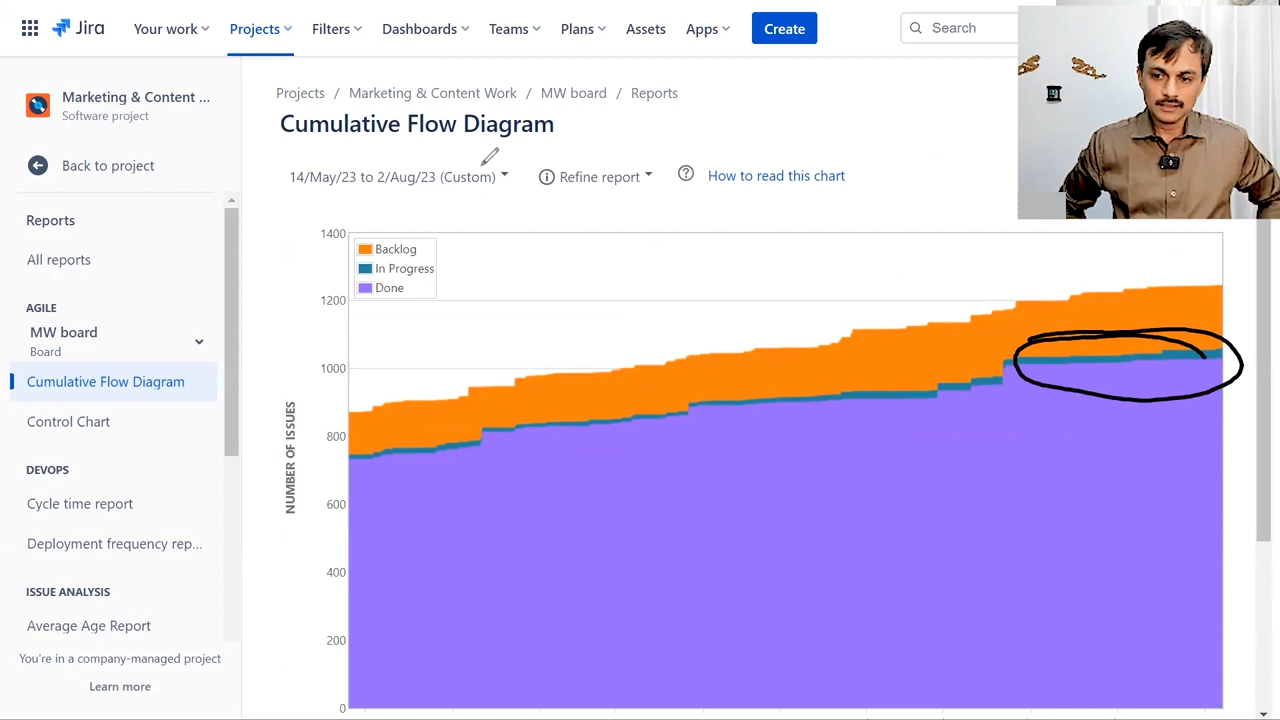 Jira
Your work
Projects
Filters
Dashboards
Teams
Plans
Assets
Apps
Create
Search
Marketing & Content ...
Software project
Back to project
Reports
All reports
AGILE
MW board
Board
Cumulative Flow Diagram
Control Chart
DEVOPS
Cycle time report
Deployment frequency rep...
ISSUE ANALYSIS
Average Age Report
You're in a company-managed project
Learn more
Projects / Marketing & Content Work / MW board / Reports
Cumulative Flow Diagram
14/May/23 to 2/Aug/23 (Custom)
Refine report
How to read this chart
Backlog
In Progress
Done
NUMBER OF ISSUES
1400
1200
1000
800
600
400
200
0